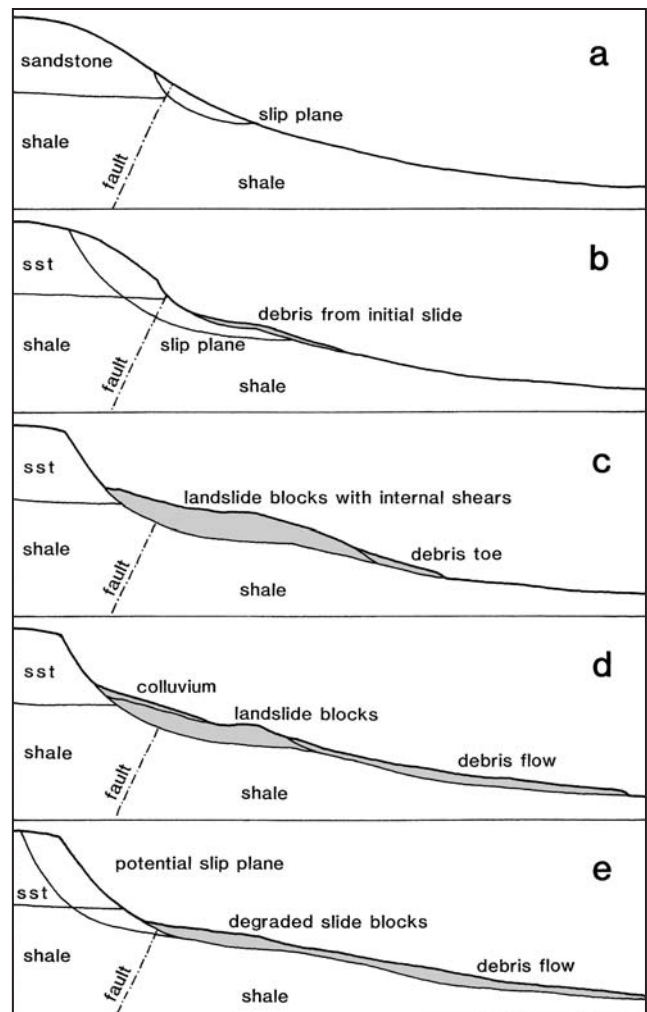 a
sandstone
slip plane
shale
fault
shale
b
sst
debris from initial slide
shale
slip plane
fault
shale
c
sst
landslide blocks with internal shears
debris toe
shale
fault
shale
d
sst
colluvium
landslide blocks
debris flow
shale
fault
shale
e
potential slip plane
sst
degraded slide blocks
debris flow
shale
fault
shale